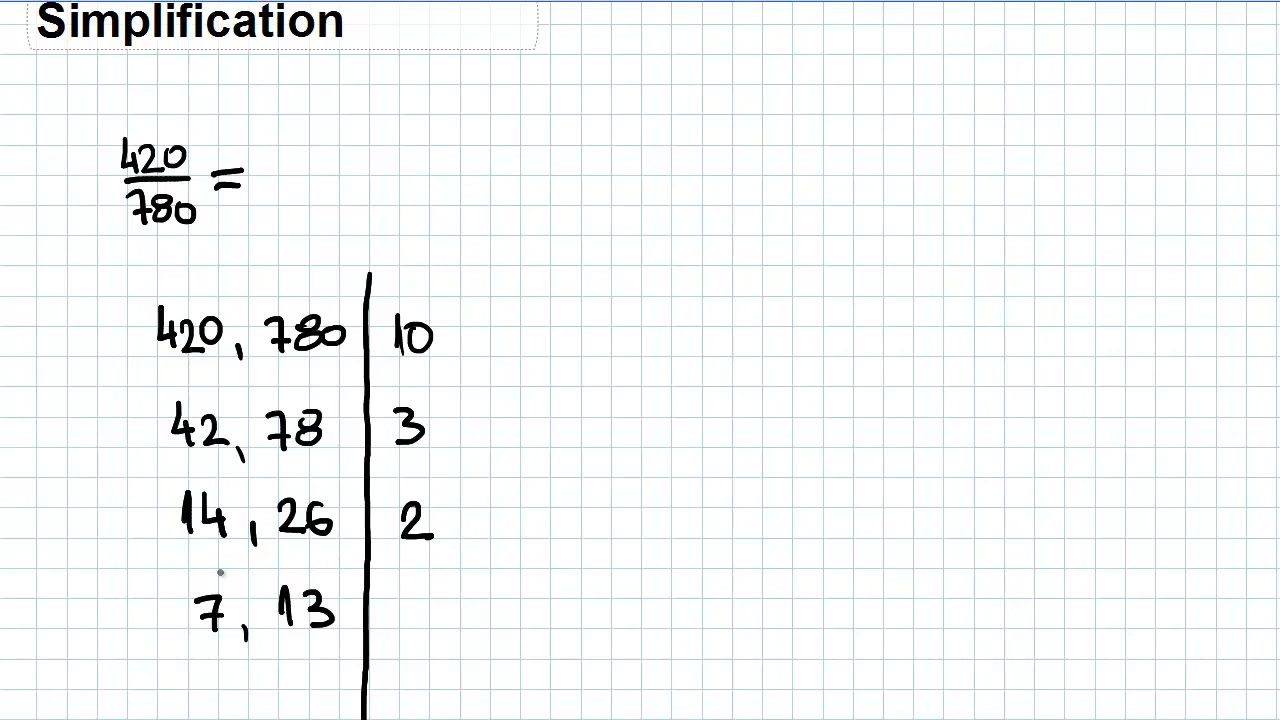 Simplification
420
780 =
420, 780 | 10
42, 78 | 3
14, 26 | 2
7, 13